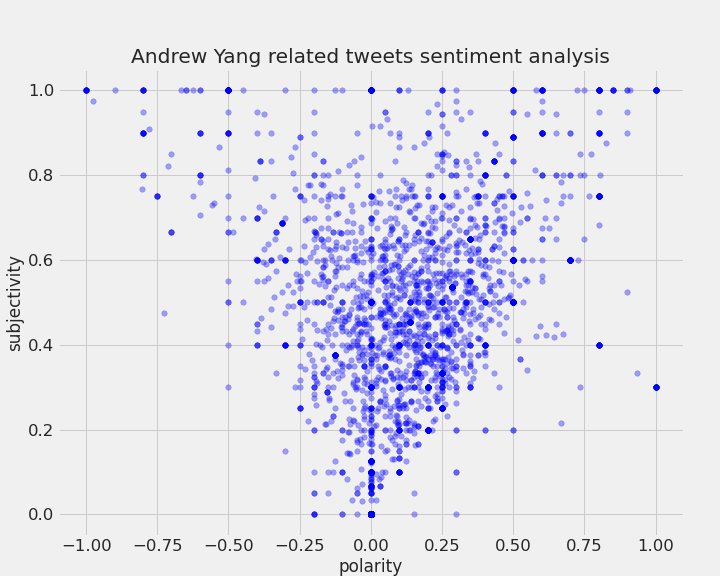 Andrew Yang related tweets sentiment analysis
1.0
0.8
0.6
0.4
0.2
0.0
subjectivity
−1.00 −0.75 −0.50 −0.25 0.00 0.25 0.50 0.75 1.00
polarity